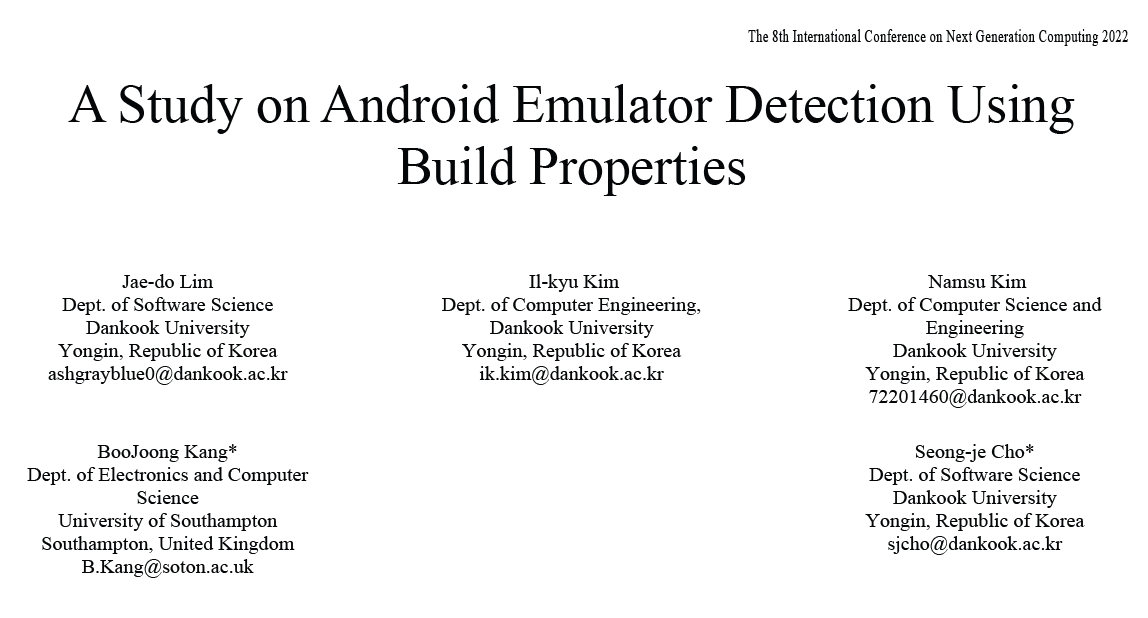 The 8th International Conference on Next Generation Computing 2022
A Study on Android Emulator Detection Using
Build Properties
Jae-do Lim
Dept. of Software Science
Dankook University
Yongin, Republic of Korea
ashgrayblue0@dankook.ac.kr
Il-kyu Kim
Dept. of Computer Engineering,
Dankook University
Yongin, Republic of Korea
ik.kim@dankook.ac.kr
Namsu Kim
Dept. of Computer Science and
Engineering
Dankook University
Yongin, Republic of Korea
72201460@dankook.ac.kr
BooJoong Kang*
Dept. of Electronics and Computer
Science
University of Southampton
Southampton, United Kingdom
B.Kang@soton.ac.uk
Seong-je Cho*
Dept. of Software Science
Dankook University
Yongin, Republic of Korea
sjcho@dankook.ac.kr